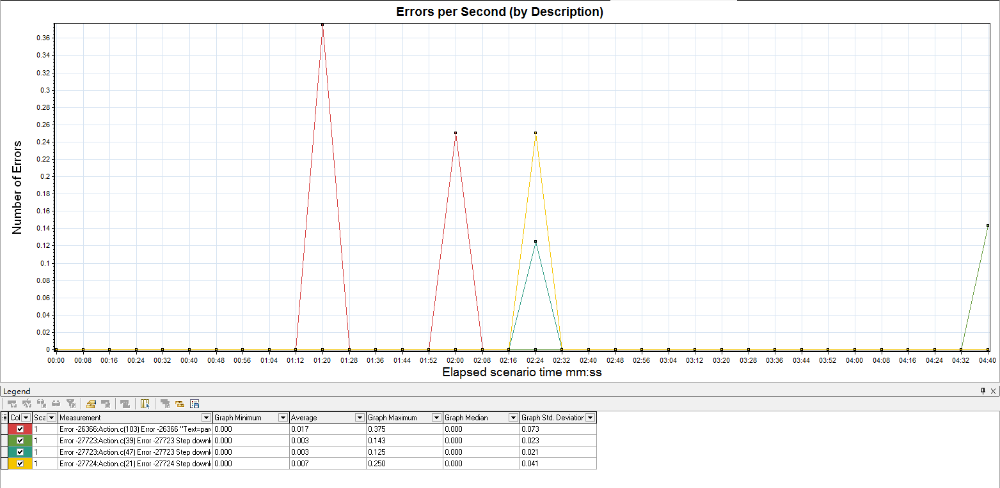 Errors per Second (by Description)
Number of Errors
0.36
0.34
0.32
0.3
0.28
0.26
0.24
0.22
0.2
0.18
0.16
0.14
0.12
0.1
0.08
0.06
0.04
0.02
0
00:00 00:08 00:16 00:24 00:32 00:40 00:48 00:56 01:04 01:12 01:20 01:28 01:36 01:44 01:52 02:00 02:08 02:16 02:24 02:32 02:40 02:48 02:56 03:04 03:12 03:20 03:28 03:36 03:44 03:52 04:00 04:08 04:16 04:24 04:32 04:40
Elapsed scenario time mm:ss
Legend
Col Sca Measurement Graph Minimum Average Graph Maximum Graph Median Graph Std. Deviation
1 Error -26366:Action.c(103) Error -26366 "Text=par 0.000 0.017 0.375 0.000 0.073
1 Error -27723:Action.c(39) Error -27723 Step downl 0.000 0.003 0.143 0.000 0.023
1 Error -27723:Action.c(47) Error -27723 Step downl 0.000 0.003 0.125 0.000 0.021
1 Error -27724:Action.c(21) Error -27724 Step downl 0.000 0.007 0.250 0.000 0.041